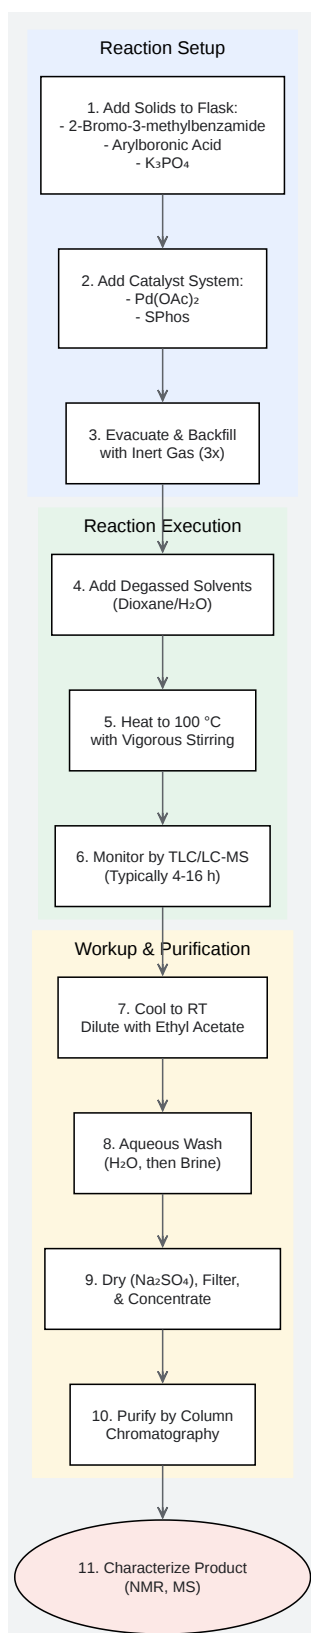 Reaction Setup
1. Add Solids to Flask:
- 2-Bromo-3-methylbenzamide
- Arylboronic Acid
- K₃PO₄
2. Add Catalyst System:
- Pd(OAc)₂
- SPhos
3. Evacuate & Backfill
with Inert Gas (3x)
Reaction Execution
4. Add Degassed Solvents
(Dioxane/H₂O)
5. Heat to 100 °C
with Vigorous Stirring
6. Monitor by TLC/LC-MS
(Typically 4-16 h)
Workup & Purification
7. Cool to RT
Dilute with Ethyl Acetate
8. Aqueous Wash
(H₂O, then Brine)
9. Dry (Na₂SO₄), Filter,
& Concentrate
10. Purify by Column
Chromatography
11. Characterize Product
(NMR, MS)